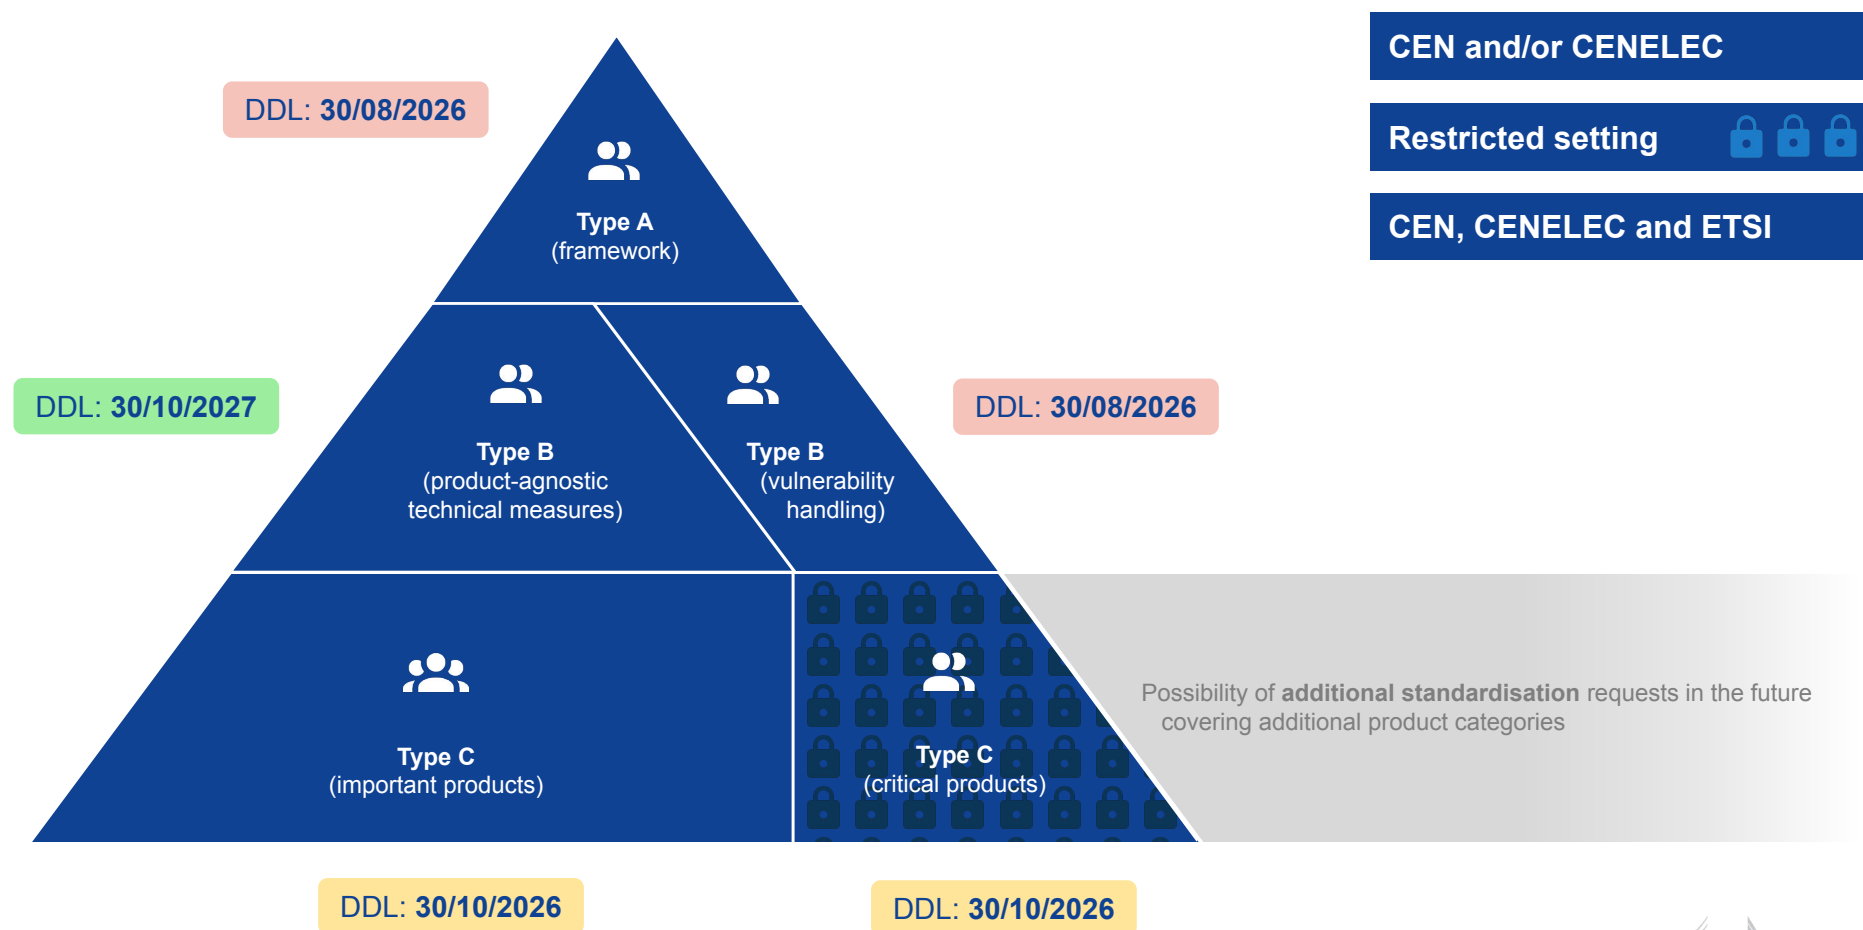 CEN and/or CENELEC
DDL: 30/08/2026
Restricted setting
Type A
(framework)
CEN, CENELEC and ETSI
DDL: 30/10/2027
DDL: 30/08/2026
Type B
(product-agnostic
technical measures)
Type B
(vulnerability
handling)
Possibility of additional standardisation requests in the future
covering additional product categories
Type C
(important products)
Type C
(critical products)
DDL: 30/10/2026
DDL: 30/10/2026